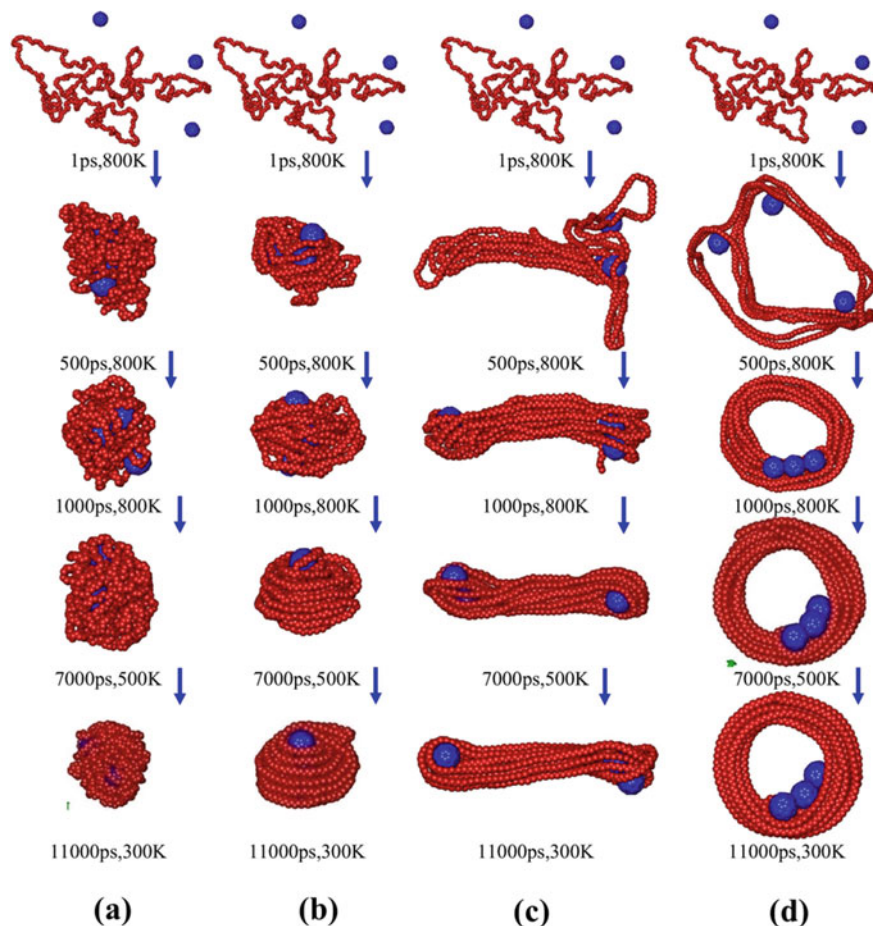 1ps,800K 1ps,800K 1ps,800K 1ps,800K
500ps,800K 500ps,800K 500ps,800K 500ps,800K
1000ps,800K 1000ps,800K 1000ps,800K 1000ps,800K
7000ps,500K 7000ps,500K 7000ps,500K 7000ps,500K
11000ps,300K 11000ps,300K 11000ps,300K 11000ps,300K
(a) (b) (c) (d)